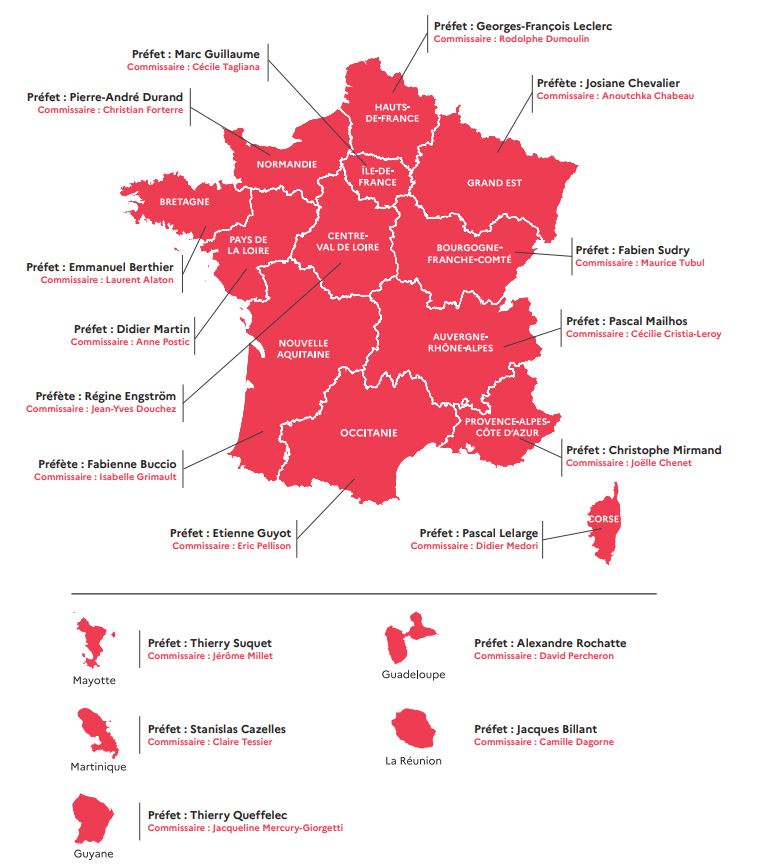 Préfet : Georges-François Leclerc
Commissaire : Rodolphe Dumoulin
Préfet : Marc Guillaume
Commissaire : Cécile Tagliana
Préfète : Josiane Chevalier
Commissaire : Anoutchka Chabeau
Préfet : Pierre-André Durand
Commissaire : Christian Forterre
HAUTS-
DE-FRANCE
NORMANDIE
ÎLE-DE-
FRANCE
GRAND EST
BRETAGNE
PAYS DE
LA LOIRE
CENTRE-
VAL DE LOIRE
BOURGOGNE-
FRANCHE-COMTÉ
Préfet : Fabien Sudry
Commissaire : Maurice Tubul
Préfet : Emmanuel Berthier
Commissaire : Laurent Alaton
Préfet : Pascal Mailhos
Commissaire : Cécilie Cristia-Leroy
Préfet : Didier Martin
Commissaire : Anne Postic
NOUVELLE
AQUITAINE
AUVERGNE-
RHÔNE-ALPES
Préfète : Régine Engström
Commissaire : Jean-Yves Douchez
OCCITANIE
PROVENCE-ALPES-
CÔTE D'AZUR
Préfet : Christophe Mirmand
Commissaire : Joëlle Chenet
Préfète : Fabienne Buccio
Commissaire : Isabelle Grimault
CORSE
Préfet : Etienne Guyot
Commissaire : Eric Pellison
Préfet : Pascal Lelarge
Commissaire : Didier Medori
Préfet : Thierry Suquet
Commissaire : Jérôme Millet
Mayotte
Préfet : Alexandre Rochatte
Commissaire : David Percheron
Guadeloupe
Préfet : Stanislas Cazelles
Commissaire : Claire Tessier
Martinique
Préfet : Jacques Billant
Commissaire : Camille Dagorne
La Réunion
Préfet : Thierry Queffelec
Commissaire : Jacqueline Mercury-Giorgetti
Guyane